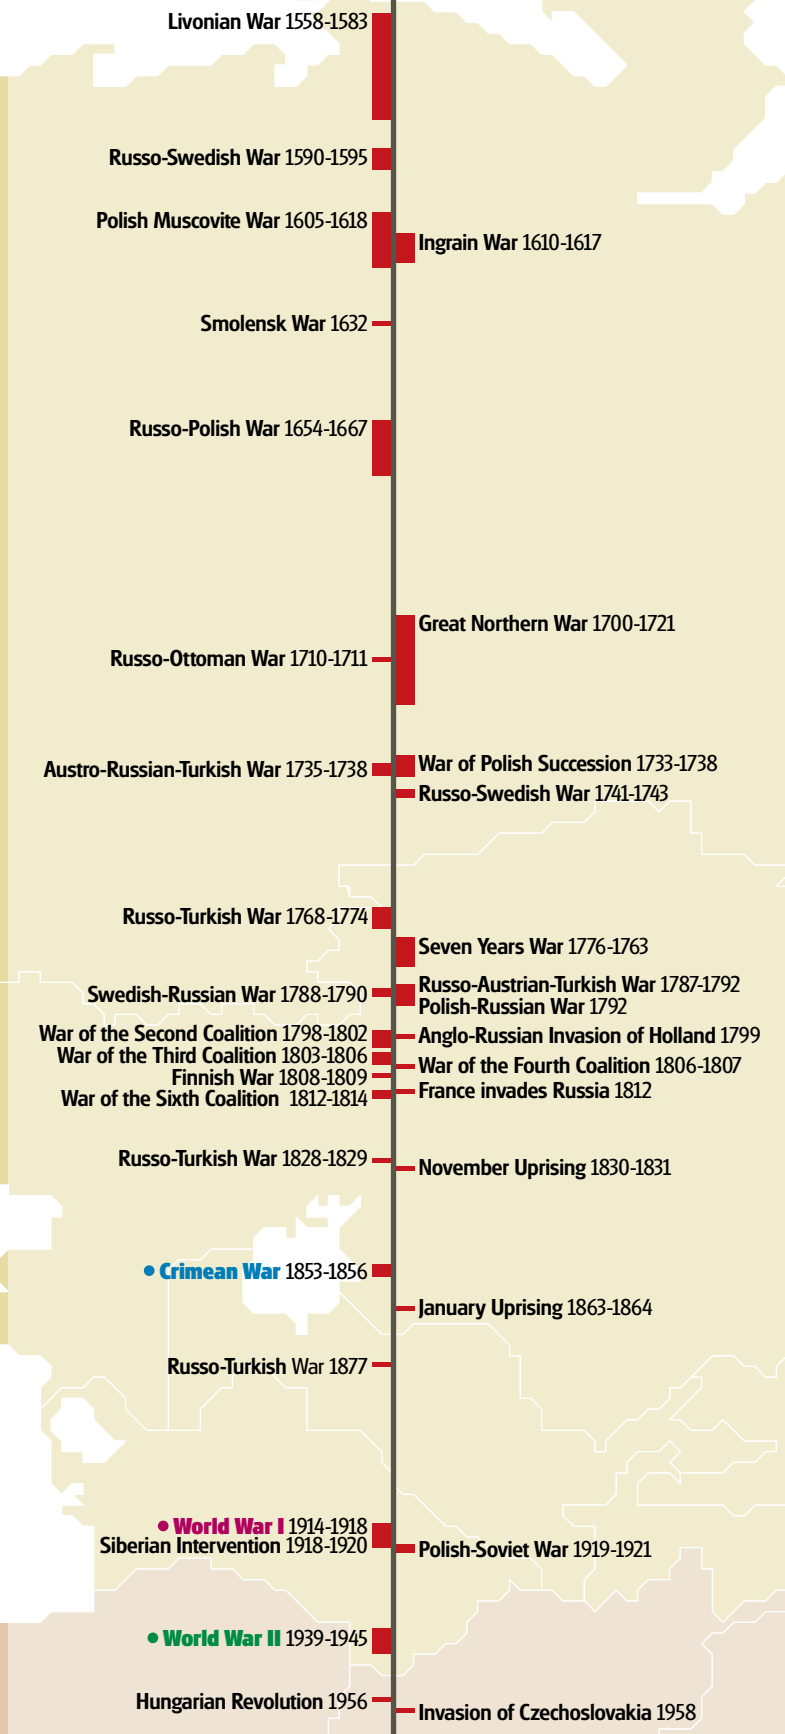 Livonian War 1558-1583
Russo-Swedish War 1590-1595
Polish Muscovite War 1605-1618
Ingrain War 1610-1617
Smolensk War 1632
Russo-Polish War 1654-1667
Great Northern War 1700-1721
Russo-Ottoman War 1710-1711
War of Polish Succession 1733-1738
Austro-Russian-Turkish War 1735-1738
Russo-Swedish War 1741-1743
Russo-Turkish War 1768-1774
Seven Years War 1776-1763
Russo-Austrian-Turkish War 1787-1792
Swedish-Russian War 1788-1790
Polish-Russian War 1792
War of the Second Coalition 1798-1802
Anglo-Russian Invasion of Holland 1799
War of the Third Coalition 1803-1806
War of the Fourth Coalition 1806-1807
Finnish War 1808-1809
France invades Russia 1812
War of the Sixth Coalition 1812-1814
Russo-Turkish War 1828-1829
November Uprising 1830-1831
• Crimean War 1853-1856
January Uprising 1863-1864
Russo-Turkish War 1877
• World War I 1914-1918
Siberian Intervention 1918-1920
Polish-Soviet War 1919-1921
• World War II 1939-1945
Hungarian Revolution 1956
Invasion of Czechoslovakia 1958